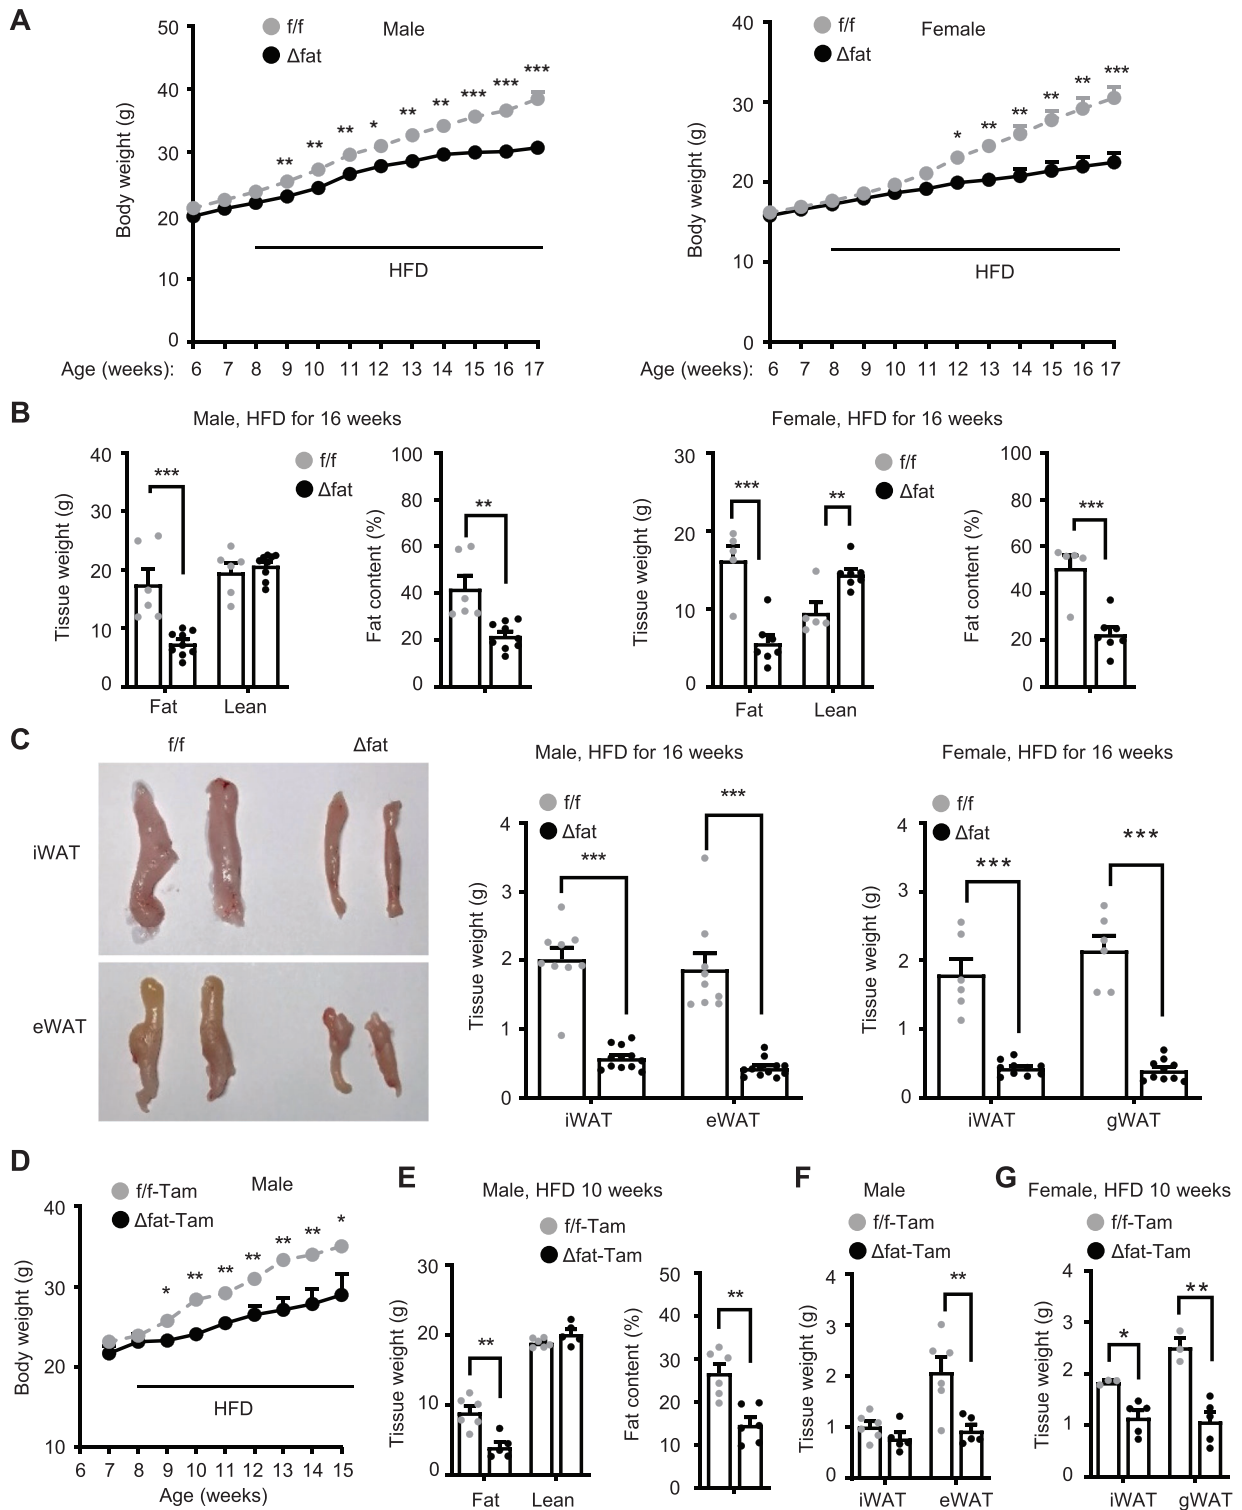 A
Male
f/f
Δfat
Body weight (g)
50
40
30
20
10
0
** ** ** * ** ** *** *** ***
HFD
Age (weeks): 6 7 8 9 10 11 12 13 14 15 16 17
Female
f/f
Δfat
Body weight (g)
40
30
20
10
0
* ** ** ** ** ***
HFD
Age (weeks): 6 7 8 9 10 11 12 13 14 15 16 17
B
Male, HFD for 16 weeks
f/f
Δfat
Tissue weight (g)
40
30
20
10
0
***
Fat Lean
Fat content (%)
100
80
60
40
20
0
**
Female, HFD for 16 weeks
f/f
Δfat
Tissue weight (g)
30
20
10
0
*** **
Fat Lean
Fat content (%)
100
80
60
40
20
0
***
C
f/f Δfat
iWAT
eWAT
Male, HFD for 16 weeks
f/f
Δfat
Tissue weight (g)
4
3
2
1
0
*** ***
iWAT eWAT
Female, HFD for 16 weeks
f/f
Δfat
Tissue weight (g)
4
3
2
1
0
*** ***
iWAT gWAT
D
Male
f/f-Tam
Δfat-Tam
Body weight (g)
40
30
20
10
* ** ** ** ** ** *
HFD
6 7 8 9 10 11 12 13 14 15
Age (weeks)
E
Male, HFD 10 weeks
f/f-Tam
Δfat-Tam
Tissue weight (g)
30
20
10
0
**
Fat Lean
Fat content (%)
50
40
30
20
10
0
**
F
Male
f/f-Tam
Δfat-Tam
Tissue weight (g)
4
3
2
1
0
**
iWAT eWAT
G
Female, HFD 10 weeks
f/f-Tam
Δfat-Tam
Tissue weight (g)
4
3
2
1
0
* **
iWAT gWAT